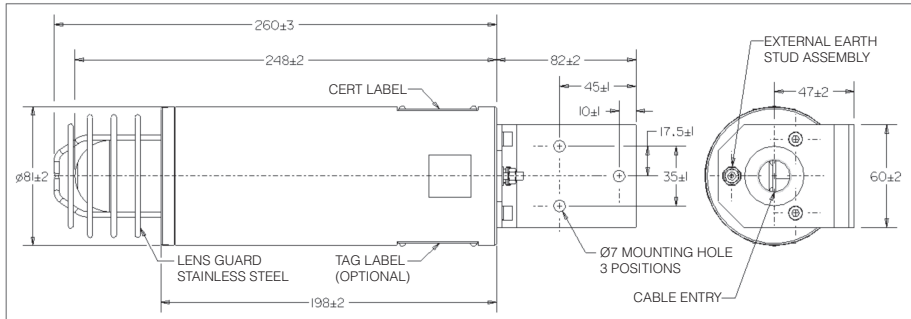 260±3
248±2
82±2
CERT LABEL
45±1
10±1
17.5±1
35±1
EXTERNAL EARTH
STUD ASSEMBLY
47±2
60±2
ø81±2
LENS GUARD
STAINLESS STEEL
TAG LABEL
(OPTIONAL)
Ø7 MOUNTING HOLE
3 POSITIONS
CABLE ENTRY
198±2